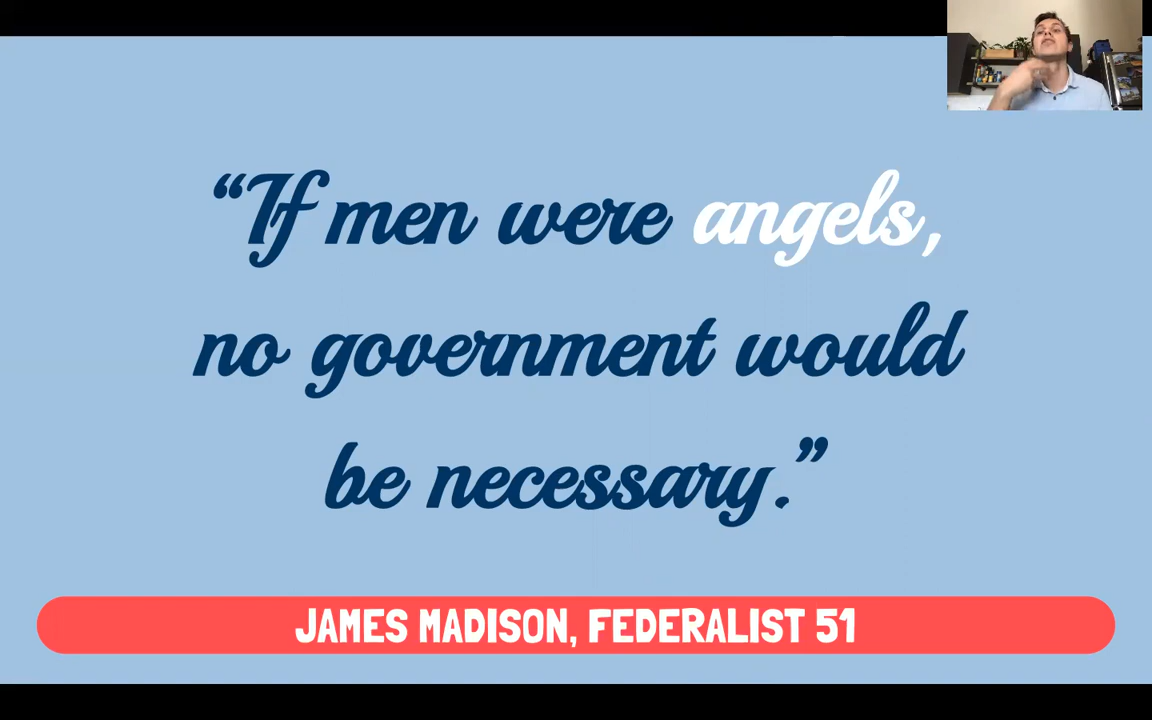 “If men were angels,
no government would
be necessary.”
JAMES MADISON, FEDERALIST 51